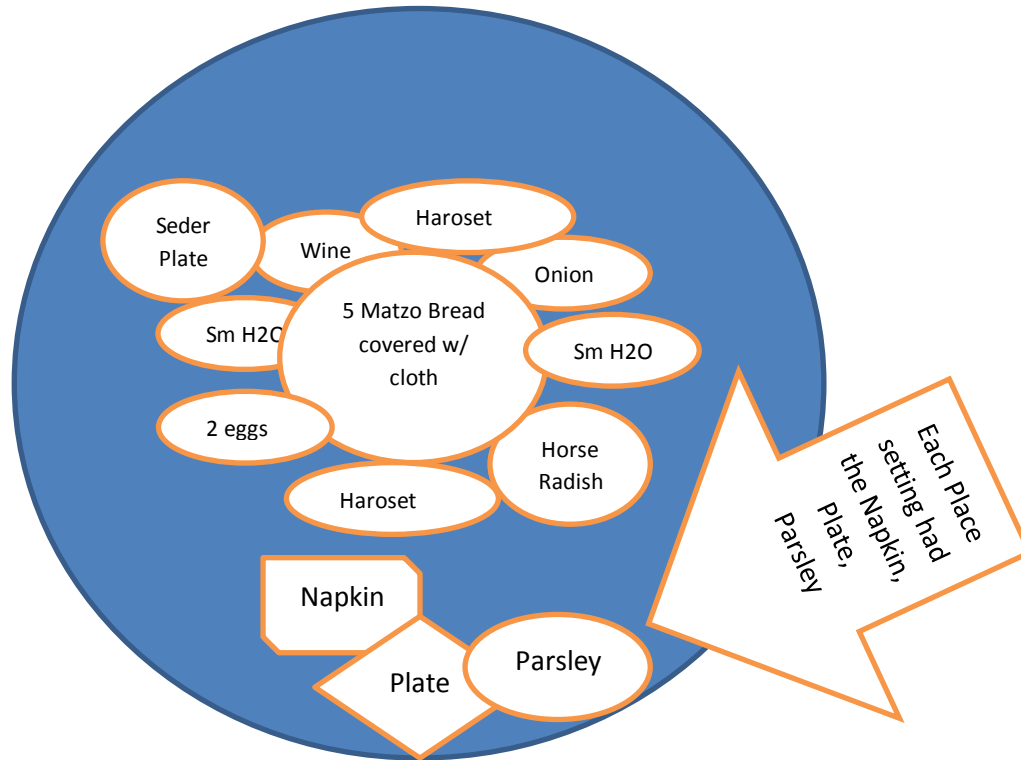 Seder
Plate
Wine
Haroset
Onion
5 Matzo Bread
covered w/
cloth
Sm H2O
Sm H2O
2 eggs
Horse
Radish
Haroset
Each Place
setting had
the Napkin,
Plate,
Parsley
Napkin
Plate
Parsley